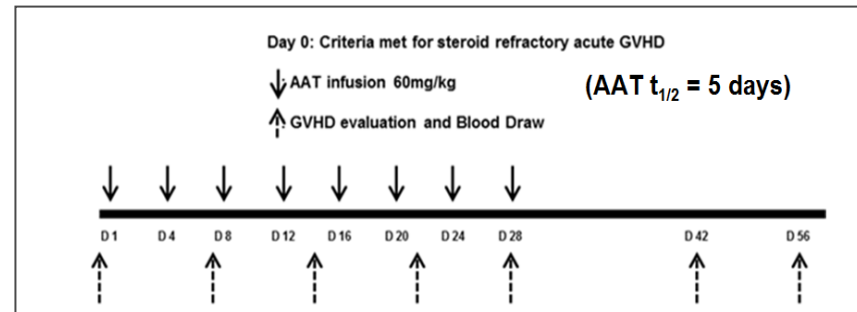 Day 0: Criteria met for steroid refractory acute GVHD
AAT infusion 60mg/kg
(AAT t1/2 = 5 days)
GVHD evaluation and Blood Draw
D 1 D 4 D 8 D 12 D 16 D 20 D 24 D 28 D 42 D 56